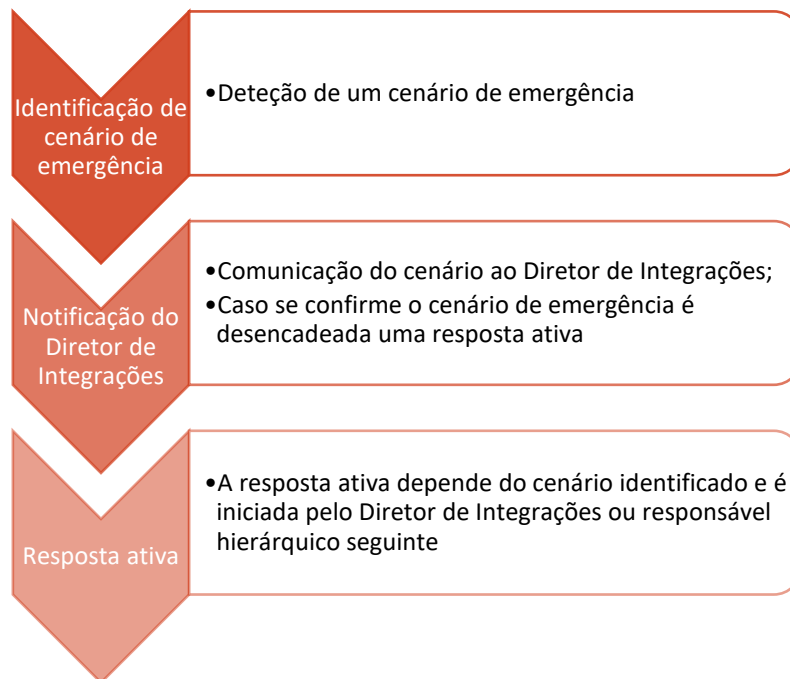 Identificação de
cenário de
emergência
•Deteção de um cenário de emergência
Notificação do
Diretor de
Integrações
•Comunicação do cenário ao Diretor de Integrações;
•Caso se confirme o cenário de emergência é
desencadeada uma resposta ativa
Resposta ativa
•A resposta ativa depende do cenário identificado e é
iniciada pelo Diretor de Integrações ou responsável
hierárquico seguinte